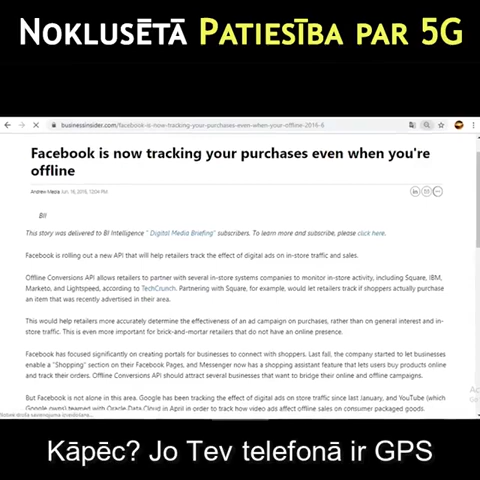 NOKLUSĒTĀ PATIESĪBA PAR 5G
businessinsider.com/facebook-is-now-tracking-your-purchases-even-when-your-offline-2016-6
Facebook is now tracking your purchases even when you're
offline
Andrew Meola Jun. 16, 2016, 12:04 PM
BII
This story was delivered to BI Intelligence " Digital Media Briefing" subscribers. To learn more and subscribe, please click here.
Facebook is rolling out a new API that will help retailers track the effect of digital ads on in-store traffic and sales.
Offline Conversions API allows retailers to partner with several in-store systems companies to monitor in-store activity, including Square, IBM,
Marketo, and Lightspeed, according to TechCrunch. Partnering with Square, for example, would let retailers track if shoppers actually purchase
an item that was recently advertised in their area.
This would help retailers more accurately determine the effectiveness of an ad campaign on purchases, rather than on general interest and in-
store traffic. This is even more important for brick-and-mortar retailers that do not have an online presence.
Facebook has focused significantly on creating portals for businesses to connect with shoppers. Last fall, the company started to let businesses
enable a "Shopping" section on their Facebook Pages, and Messenger now has a shopping assistant feature that lets users buy products online
and track their orders. Offline Conversions API should attract several businesses that want to bridge their online and offline campaigns.
But Facebook is not alone in this area. Google has been tracking the effect of digital ads on store traffic since last January, and YouTube (which
Google owns) teamed with Oracle Data Cloud in April in order to track how video ads affect offline sales on consumer packaged goods.
Kāpēc? Jo Tev telefonā ir GPS